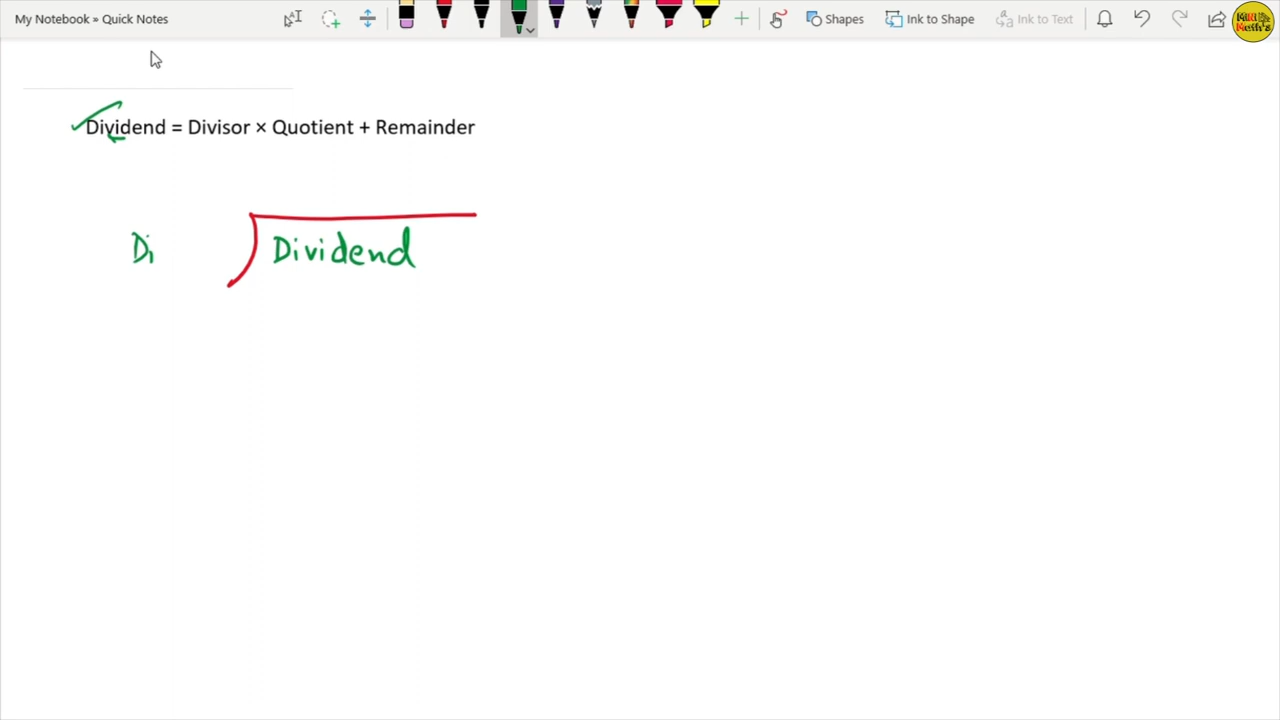 My Notebook » Quick Notes
Shapes
Ink to Shape
Ink to Text
Dividend = Divisor × Quotient + Remainder
Di Dividend